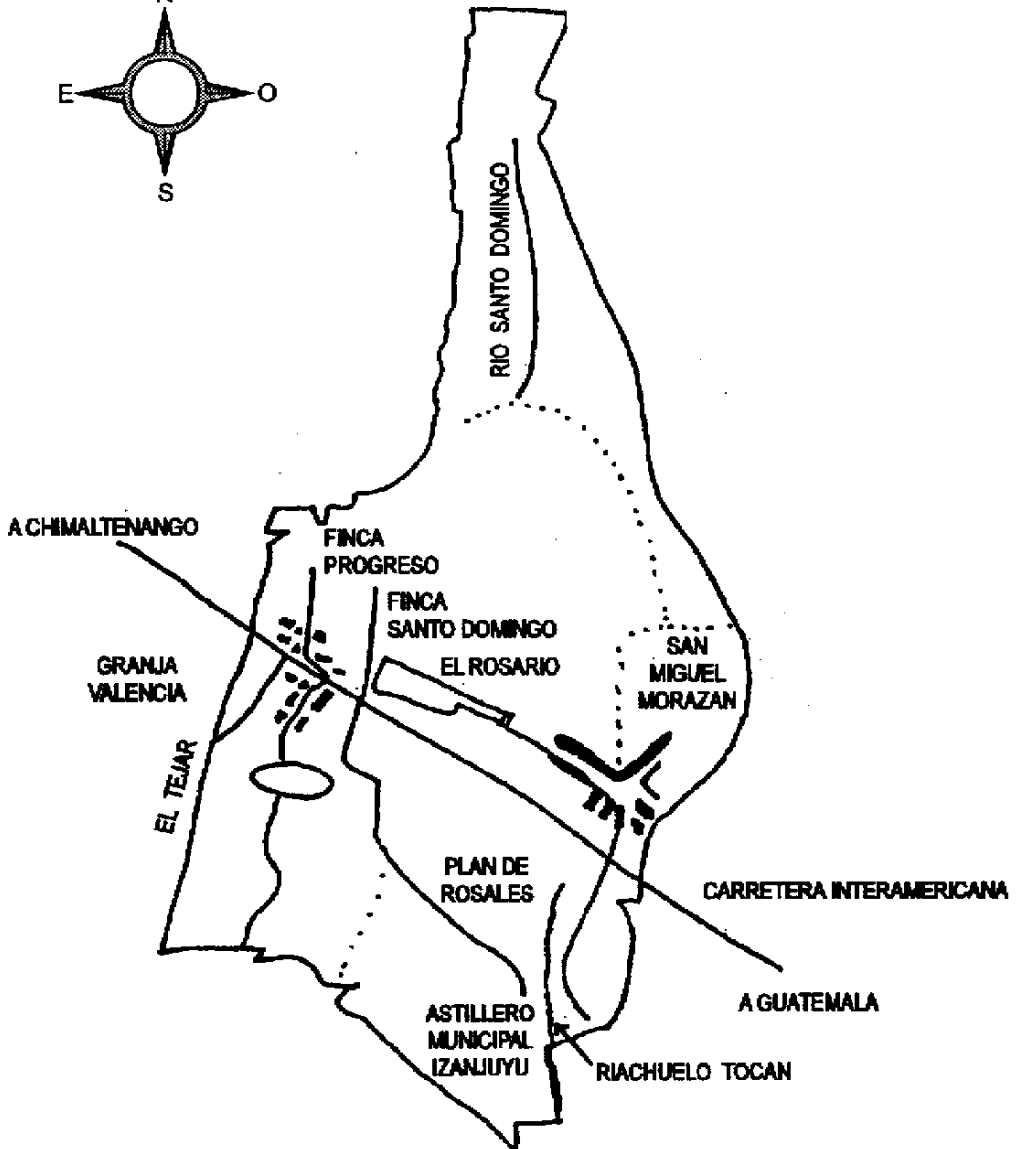 N
E
O
S
RIO SANTO DOMINGO
A CHIMALTENANGO
FINCA
PROGRESO
FINCA
SANTO DOMINGO
EL ROSARIO
SAN
MIGUEL
MORAZAN
GRANJA
VALENCIA
EL TEJAR
PLAN DE
ROSALES
CARRETERA INTERAMERICANA
A GUATEMALA
ASTILLERO
MUNICIPAL
IZANJUYU
RIACHUELO TOCAN